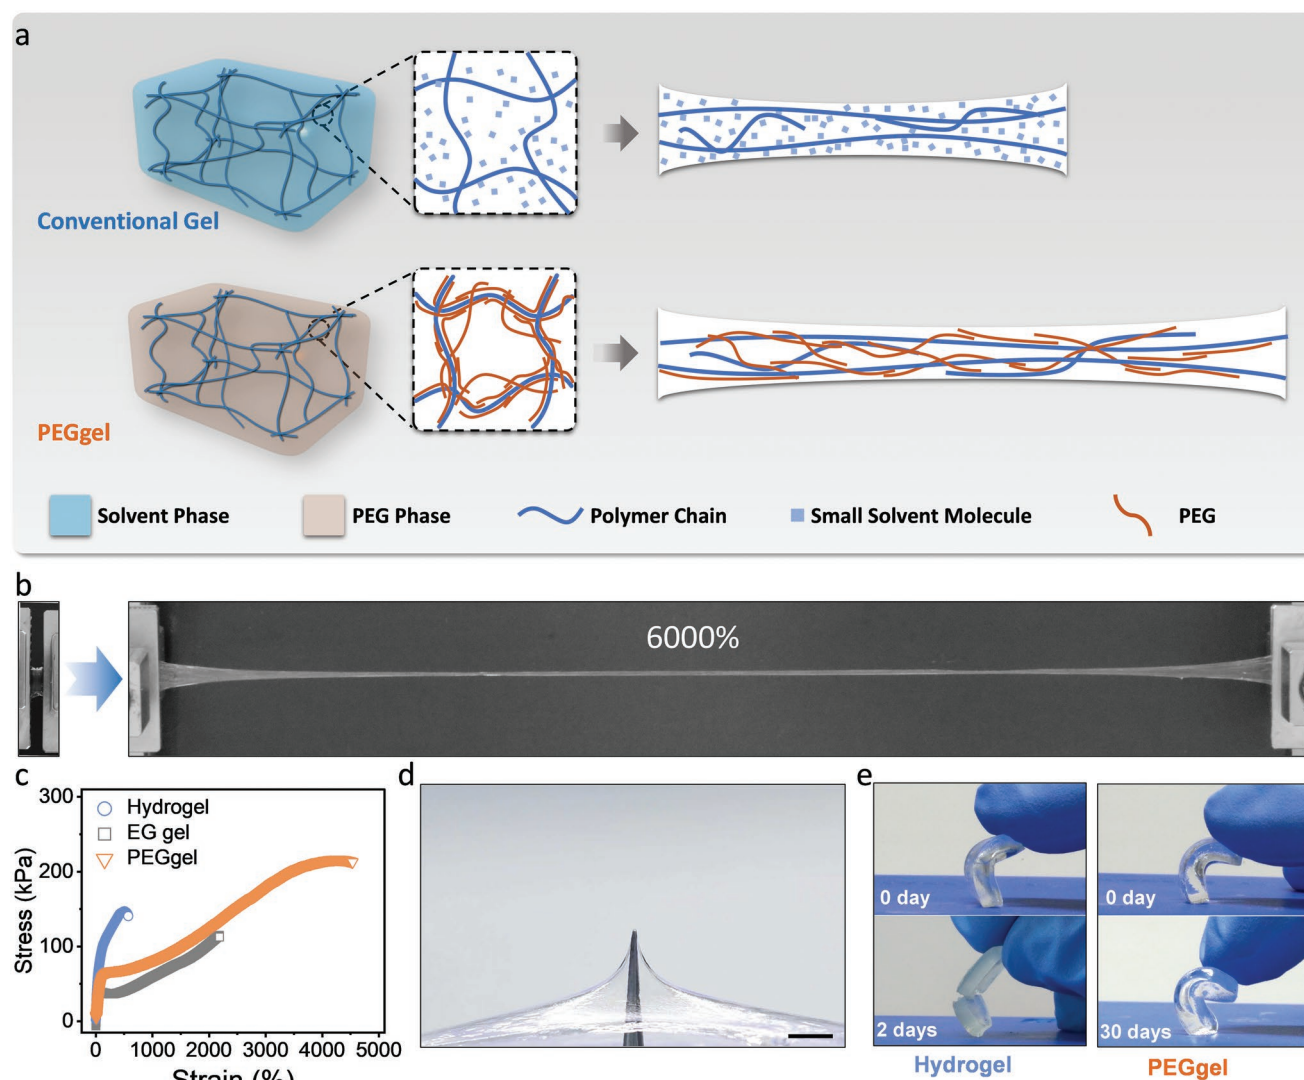 a
Conventional Gel
PEGgel
Solvent Phase
PEG Phase
Polymer Chain
Small Solvent Molecule
PEG
b
6000%
c
300
200
100
0
Stress (kPa)
Hydrogel
EG gel
PEGgel
0 1000 2000 3000 4000 5000
Strain (%)
d
e
0 day
2 days
Hydrogel
0 day
30 days
PEGgel